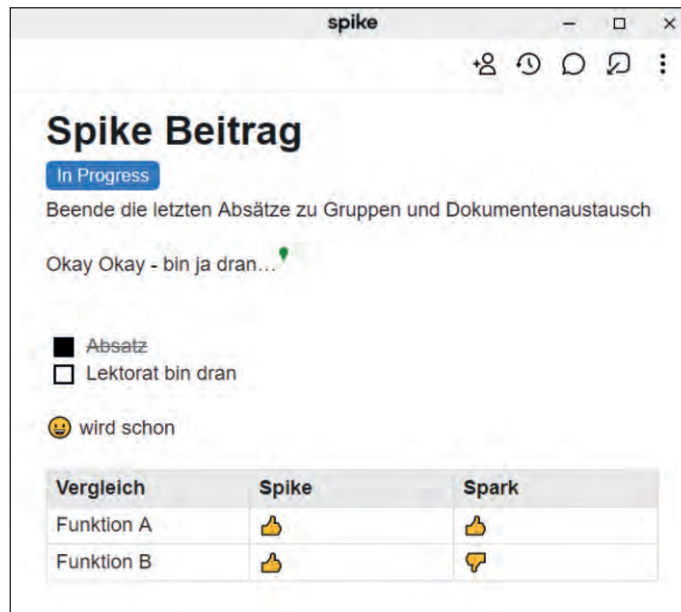 spike
Spike Beitrag
In Progress
Beende die letzten Absätze zu Gruppen und Dokumentenaustausch
Okay Okay - bin ja dran...
Absatz
Lektorat bin dran
😀 wird schon
Vergleich Spike Spark
Funktion A 👍 👍
Funktion B 👍 👎